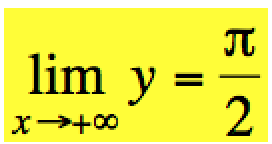 lim x→+∞ y = π/2